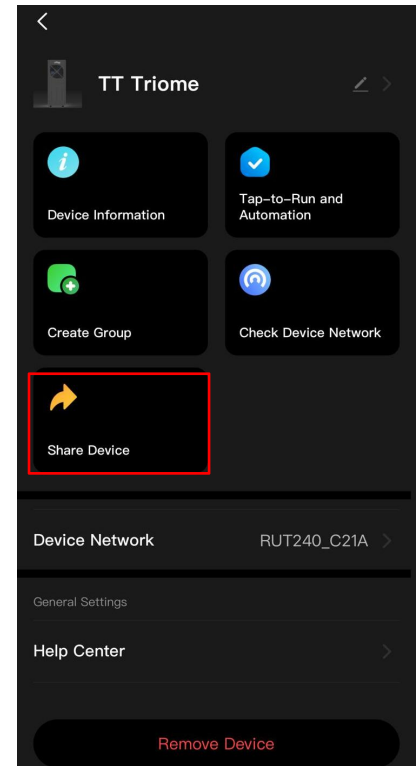 TT Triome
Device Information
Tap-to-Run and
Automation
Create Group
Check Device Network
Share Device
Device Network
RUT240_C21A
General Settings
Help Center
Remove Device